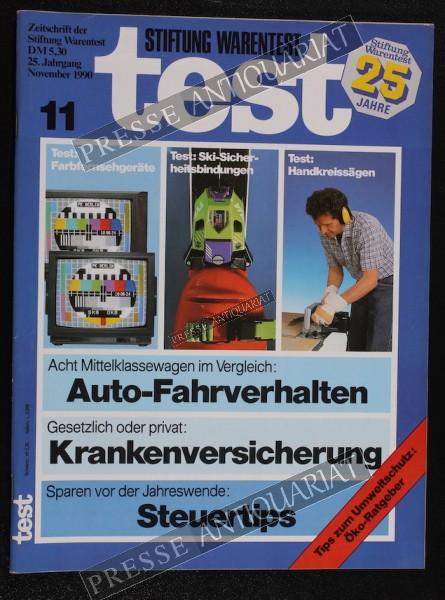 Zeitschrift der
Stiftung Warentest
DM 5,30
25. Jahrgang
November 1990
STIFTUNG WARENTEST
test
11
Stiftung
Warentest
25
JAHRE
Test:
Farbfernsehgeräte
Test: Ski-Sicher-
heitsbindungen
Test:
Handkreissägen
Acht Mittelklassewagen im Vergleich:
Auto-Fahrverhalten
Gesetzlich oder privat:
Krankenversicherung
Sparen vor der Jahreswende:
Steuertips
Tips zum Umweltschutz:
Öko-Ratgeber
test
PRESSE ANTIQUARIAT
PRESSE ANTIQUARIAT
PRESSE ANTIQUARIAT